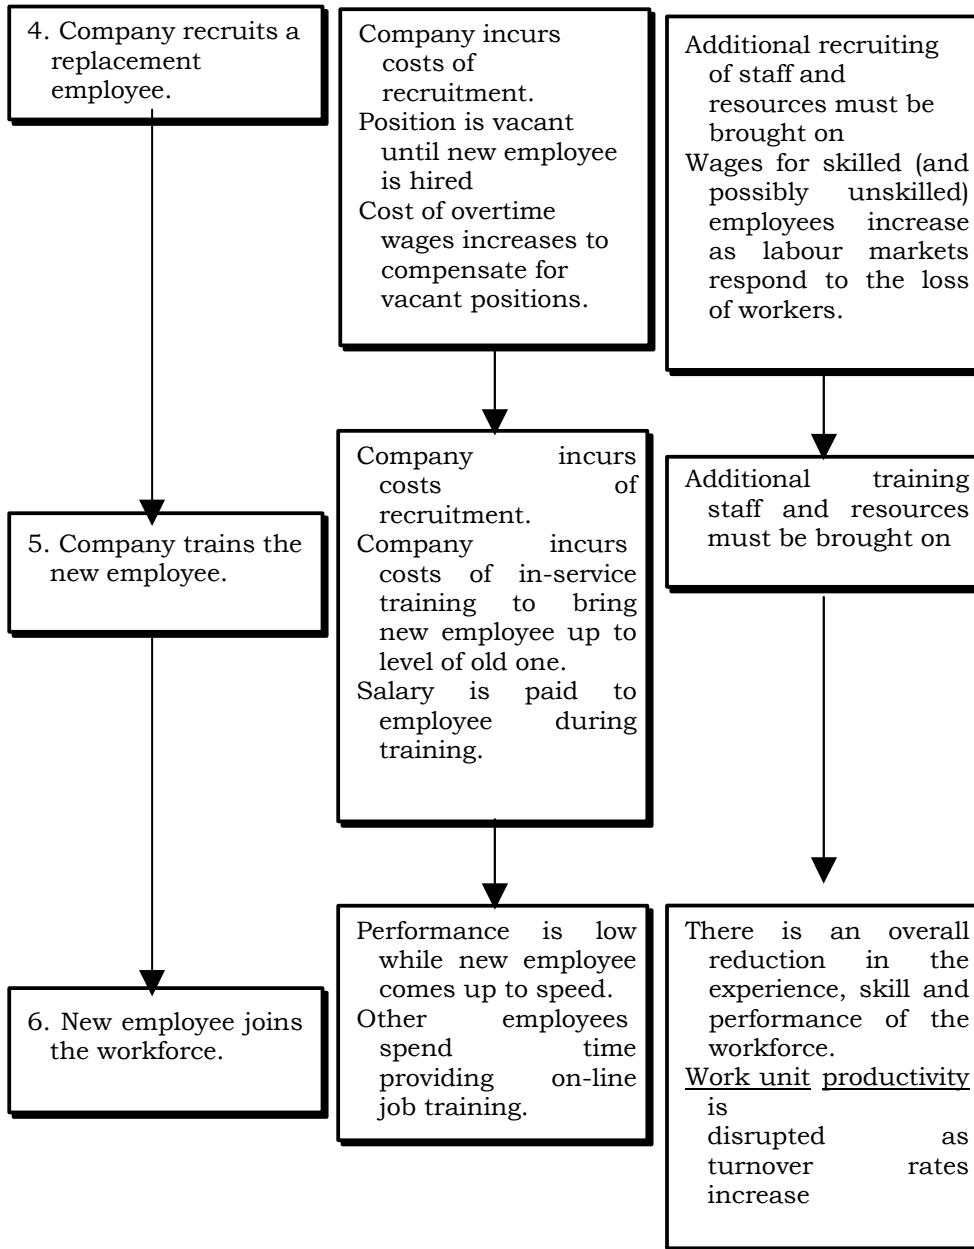 4. Company recruits a
replacement
employee.
Company incurs
costs of
recruitment.
Position is vacant
until new employee
is hired
Cost of overtime
wages increases to
compensate for
vacant positions.
Additional recruiting
of staff and
resources must be
brought on
Wages for skilled (and
possibly unskilled)
employees increase
as labour markets
respond to the loss
of workers.
5. Company trains the
new employee.
Company incurs
costs of
recruitment.
Company incurs
costs of in-service
training to bring
new employee up to
level of old one.
Salary is paid to
employee during
training.
Additional training
staff and resources
must be brought on
6. New employee joins
the workforce.
Performance is low
while new employee
comes up to speed.
Other employees
spend time
providing on-line
job training.
There is an overall
reduction in the
experience, skill and
performance of the
workforce.
Work unit productivity
is
disrupted as
turnover rates
increase